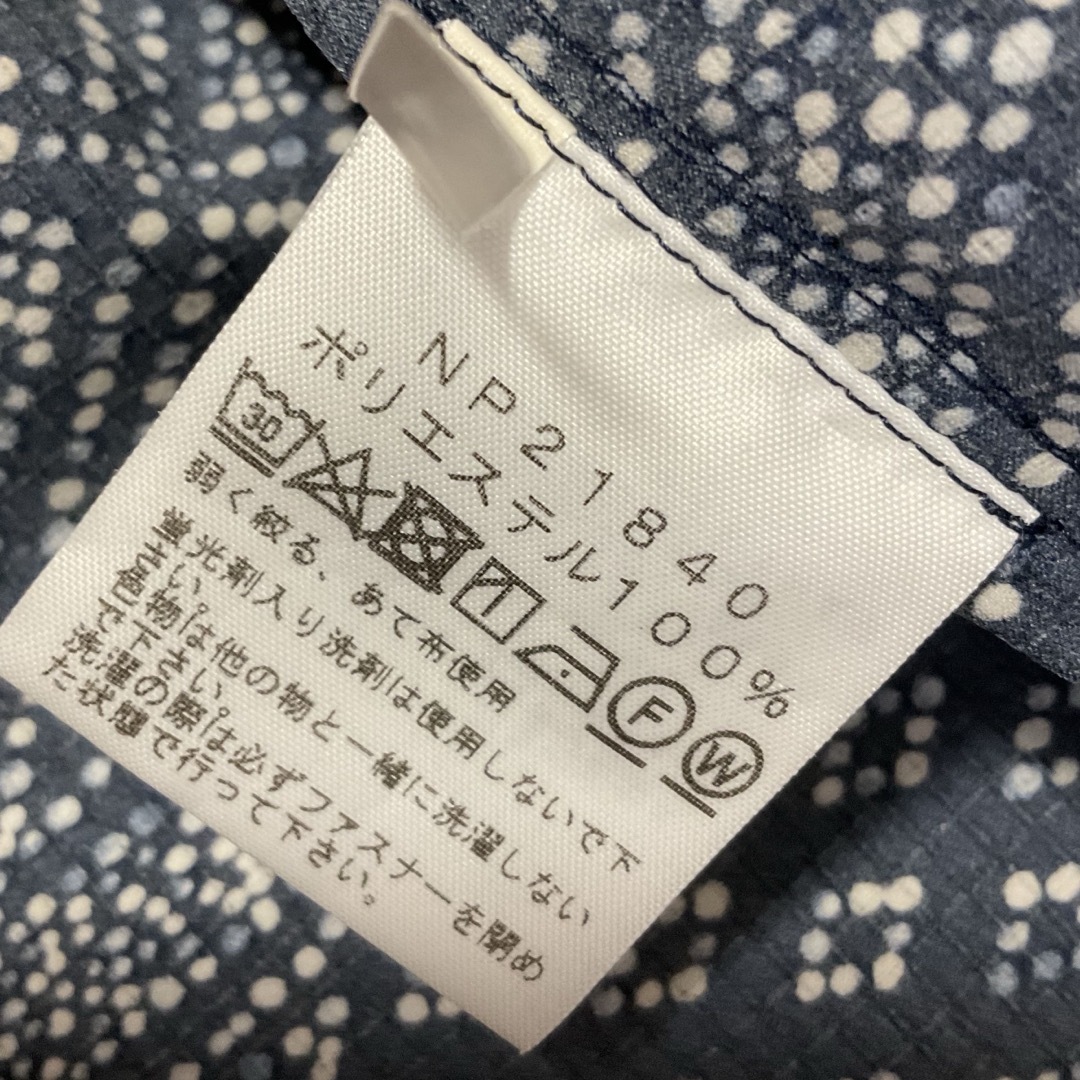 NP21840
ポリエステル100%
30 F W
弱く絞る、あて布使用
蛍光剤入り洗剤は使用しないで下
さい。
濃色物は他の物と一緒に洗濯しない
で下さい。
洗濯の際は必ずファスナーを閉め
た状態で行って下さい。